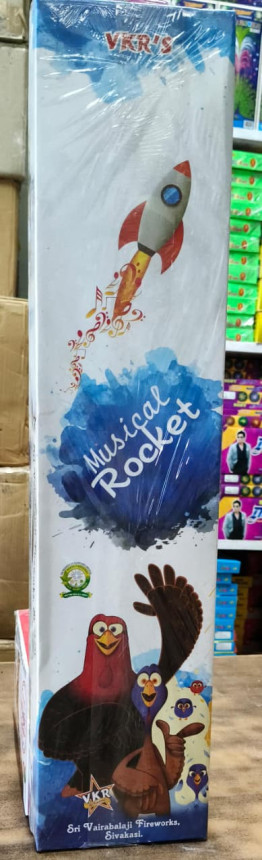 VKR'S
Musical
Rocket
VKR
Sri Vairabalaji Fireworks,
Sivakasi.